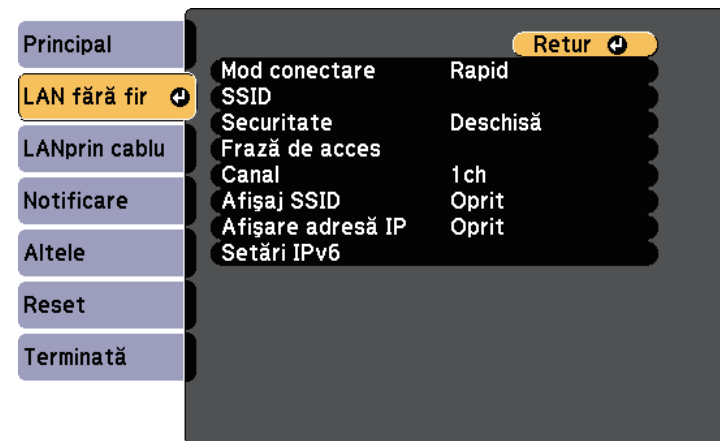 Principal
LAN fără fir
LANprin cablu
Notificare
Altele
Reset
Terminată
Retur
Mod conectare Rapid
SSID
Securitate Deschisă
Frază de acces
Canal 1ch
Afişaj SSID Oprit
Afişare adresă IP Oprit
Setări IPv6